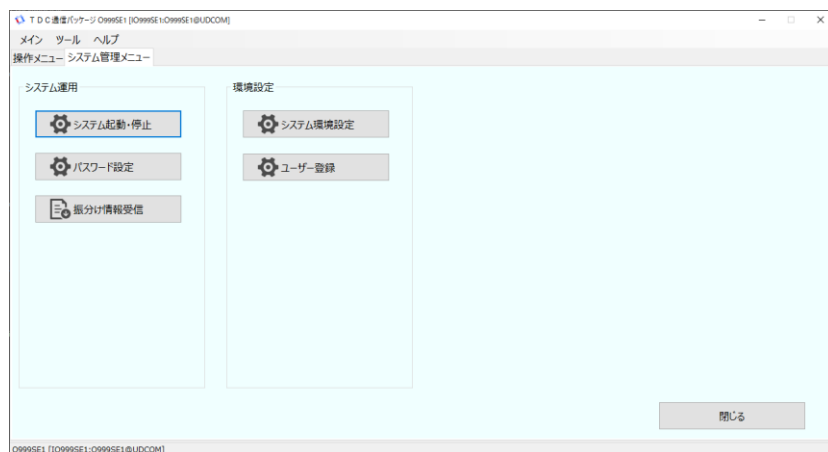 TDC通信パッケージ O999SE1 [IO999SE1:O999SE1@UDCOM]
メイン ツール ヘルプ
操作メニュー システム管理メニュー
システム運用
システム起動・停止
パスワード設定
振分け情報受信
環境設定
システム環境設定
ユーザー登録
閉じる
O999SE1 [IO999SE1:O999SE1@UDCOM]